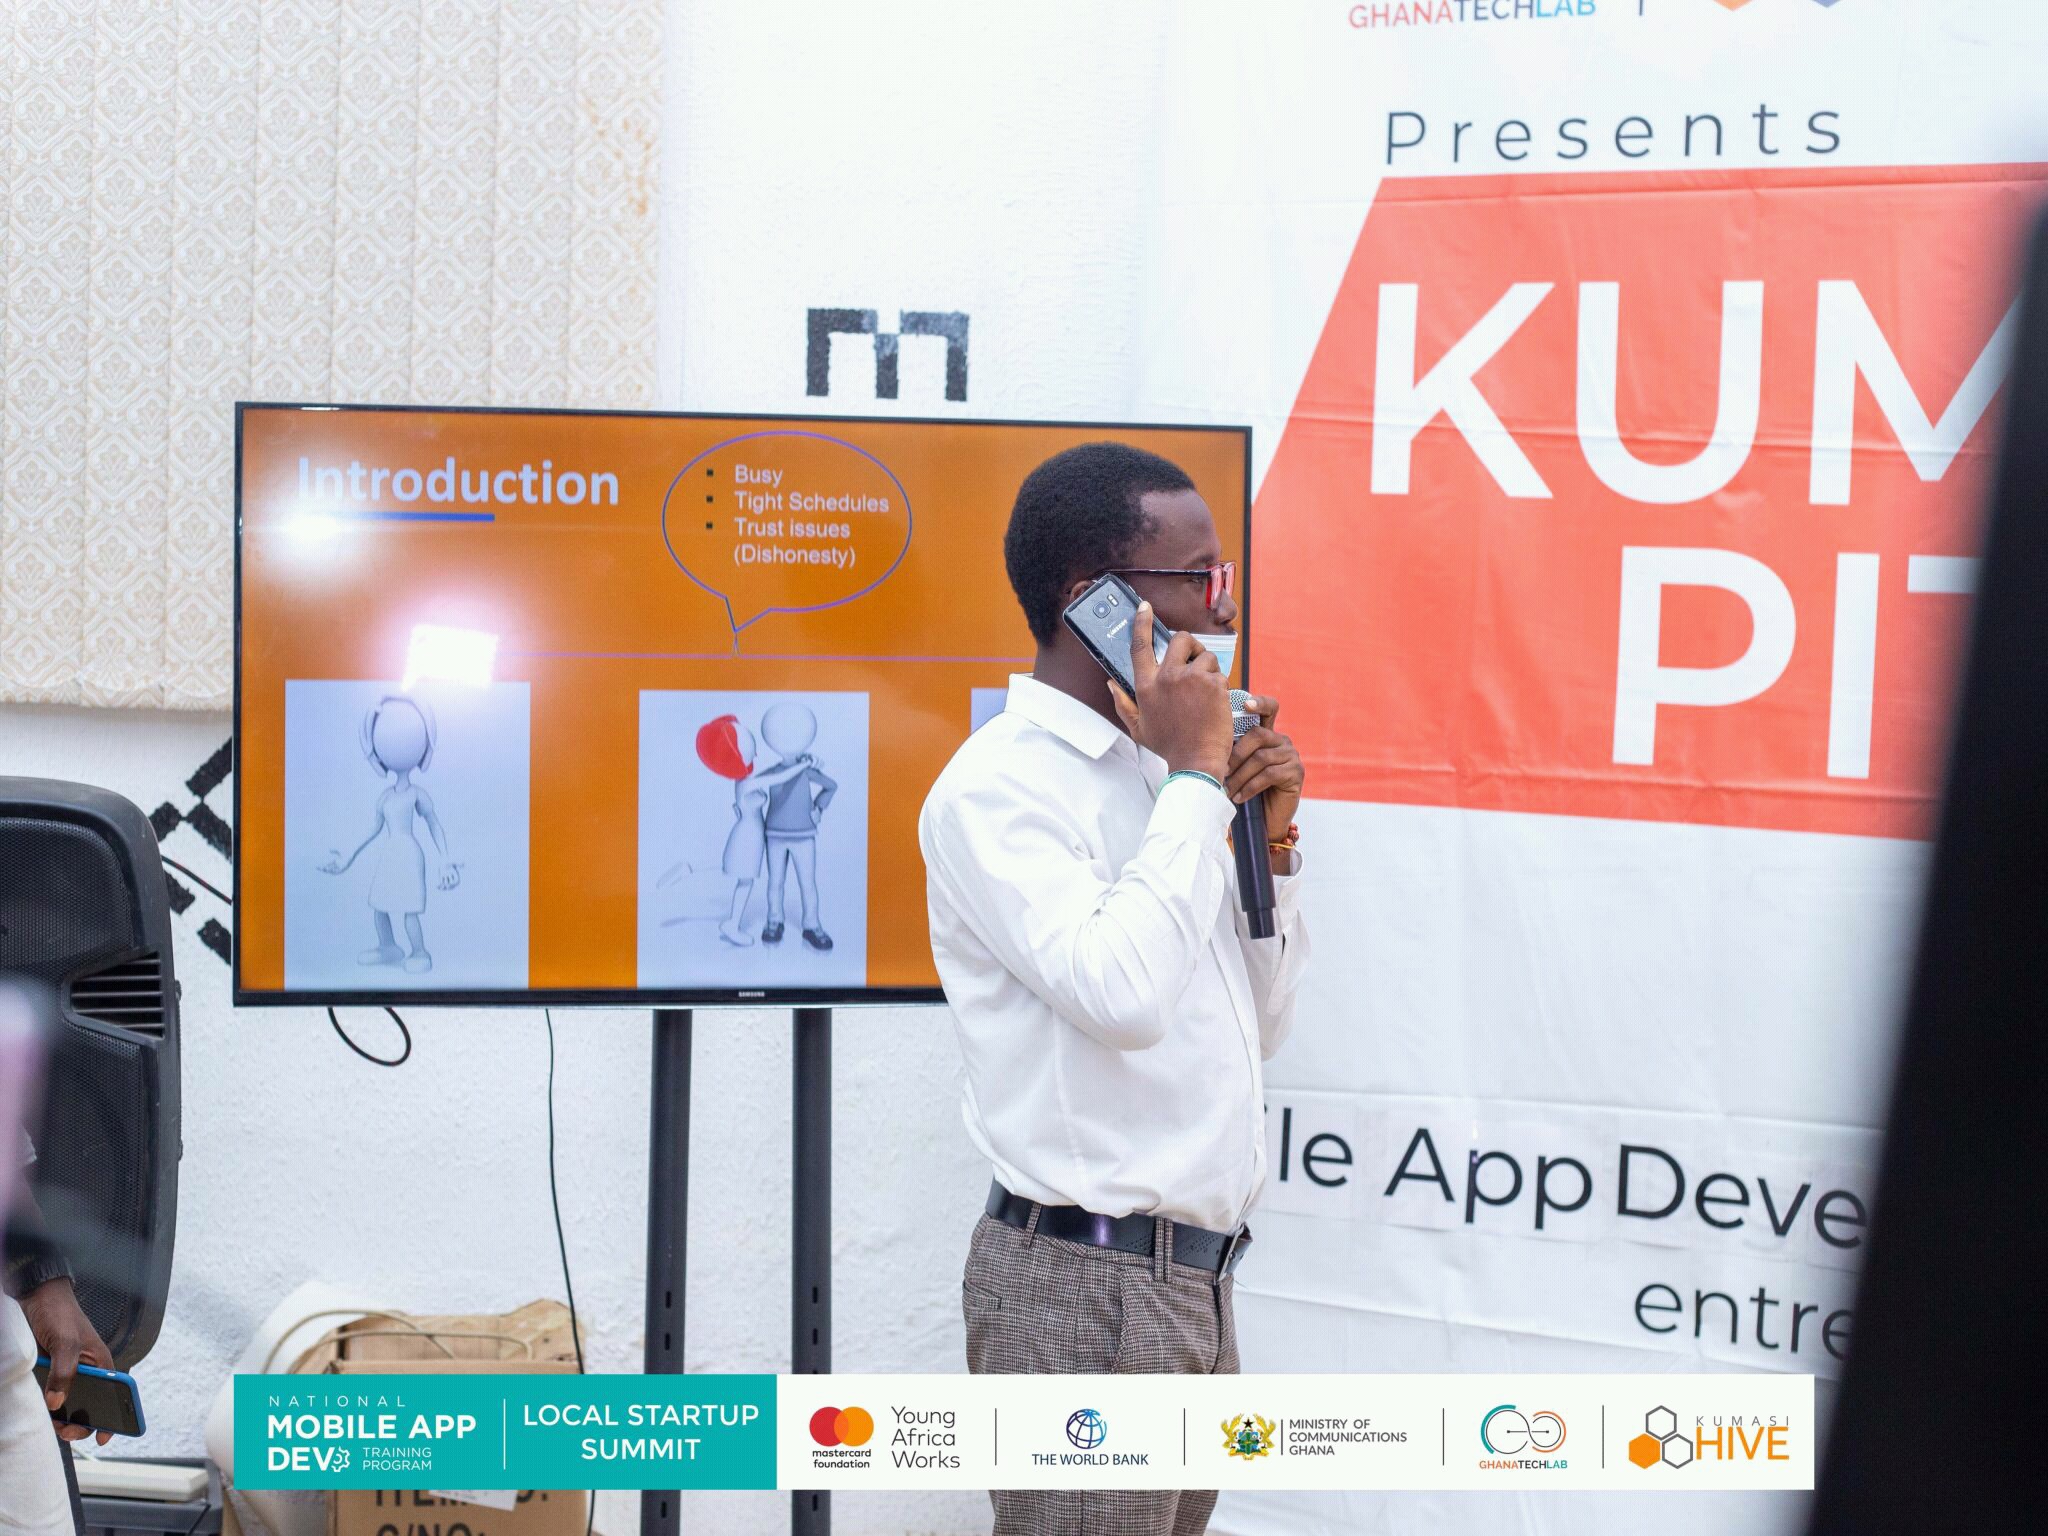 GHANATECHLAB
Presents
KUM
PIT
Introduction
Busy
Tight Schedules
Trust issues
(Dishonesty)
SAMSUNG
SAMSUNG
ile App Deve
entre
NATIONAL
MOBILE APP
DEV TRAINING
PROGRAM
LOCAL STARTUP
SUMMIT
mastercard
foundation
Young
Africa
Works
THE WORLD BANK
MINISTRY OF
COMMUNICATIONS
GHANA
GHANATECHLAB
KUMASI
HIVE